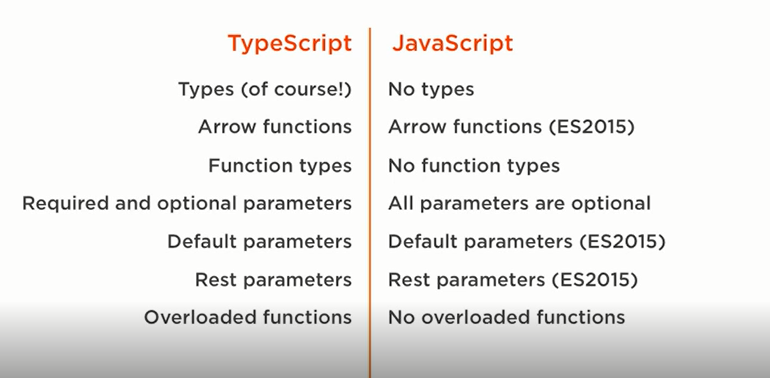 TypeScript JavaScript
Types (of course!) No types
Arrow functions Arrow functions (ES2015)
Function types No function types
Required and optional parameters All parameters are optional
Default parameters Default parameters (ES2015)
Rest parameters Rest parameters (ES2015)
Overloaded functions No overloaded functions